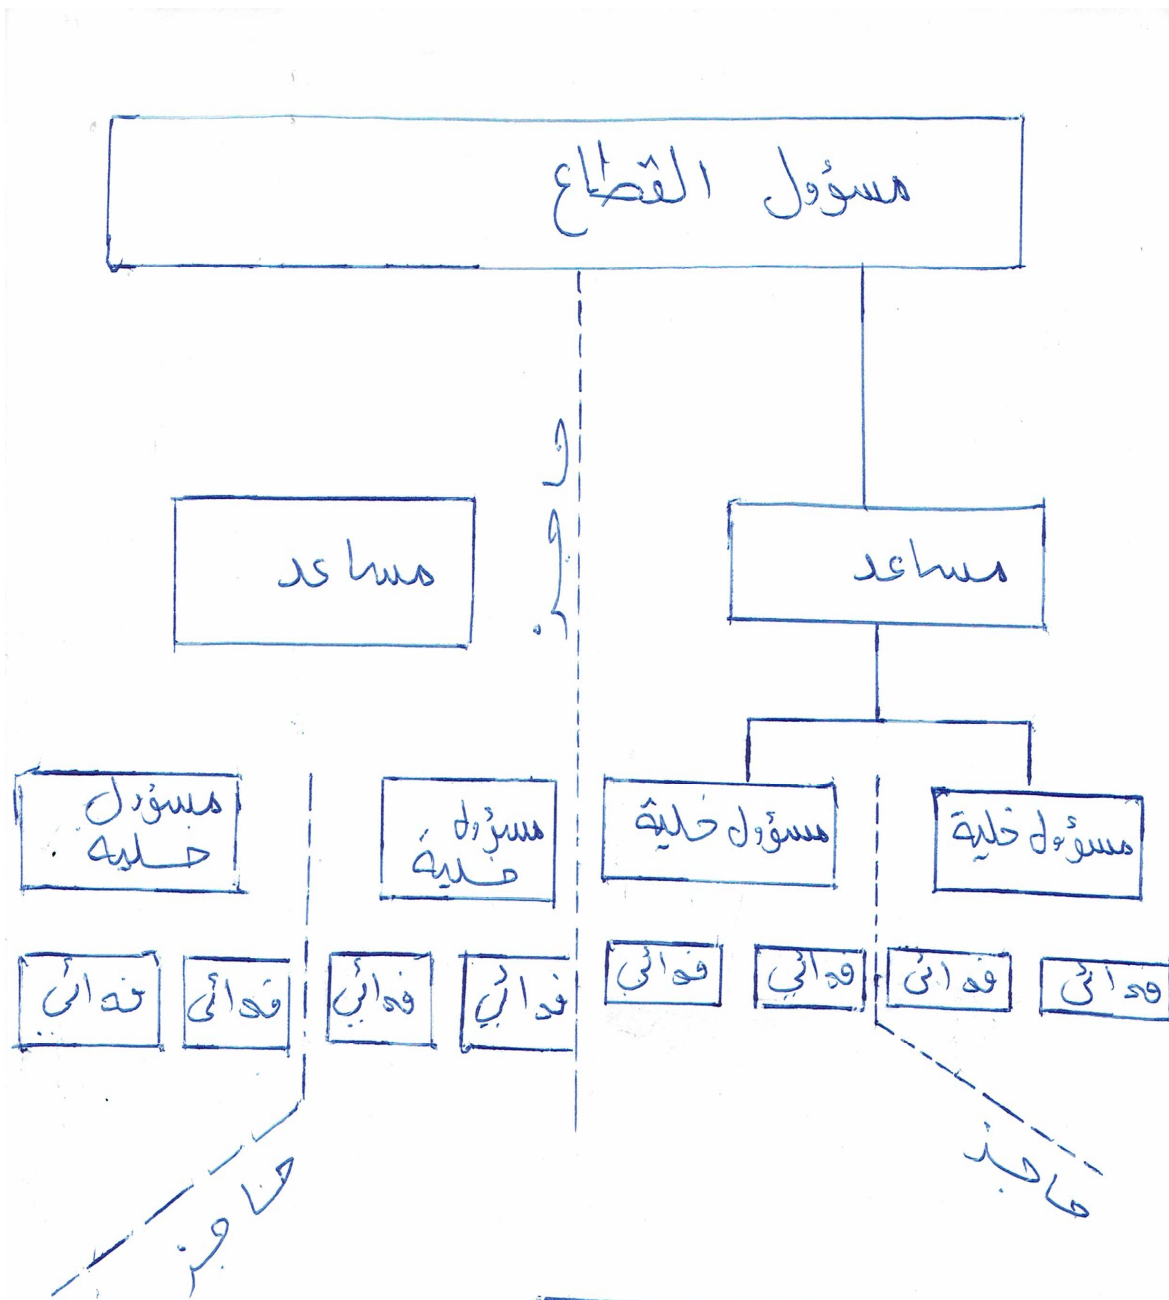 مسؤول القطاع
مساعد
مساعد
مسؤول خلية
مسؤول خلية
مسؤول
خلية
مسؤول
خلية
فدائي
فدائي
فدائي
فدائي
فدائي
فدائي
فدائي
فدائي
حاجز
حاجز